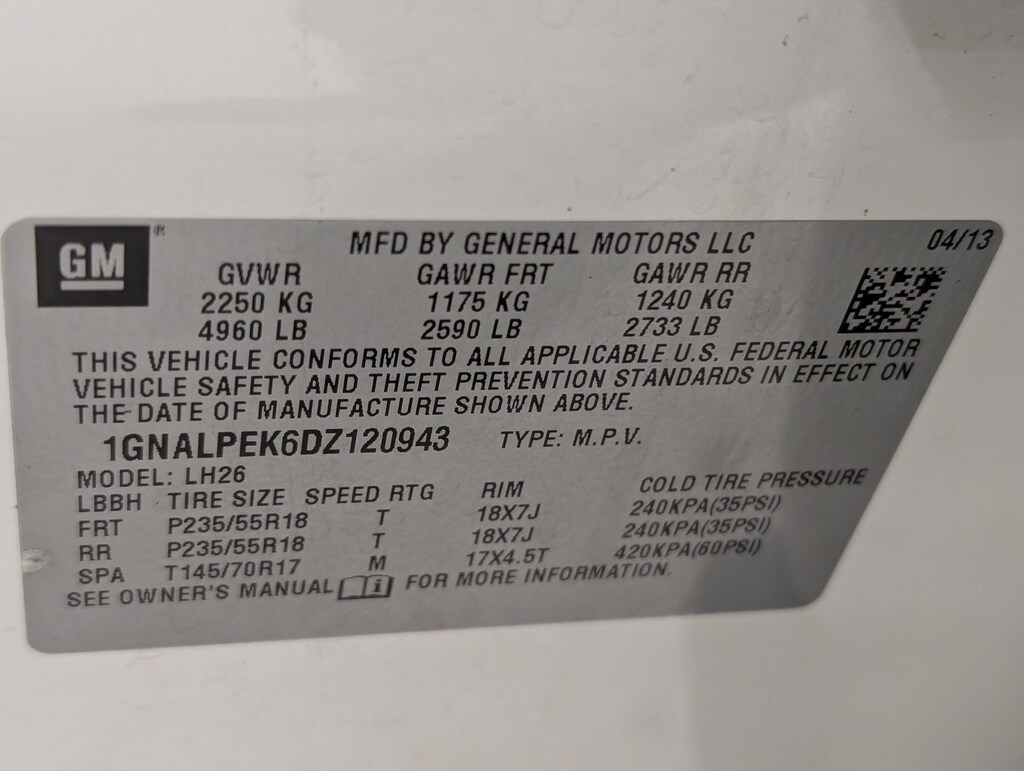 GM®
MFD BY GENERAL MOTORS LLC 04/13
GVWR GAWR FRT GAWR RR
2250 KG 1175 KG 1240 KG
4960 LB 2590 LB 2733 LB
THIS VEHICLE CONFORMS TO ALL APPLICABLE U.S. FEDERAL MOTOR
VEHICLE SAFETY AND THEFT PREVENTION STANDARDS IN EFFECT ON
THE DATE OF MANUFACTURE SHOWN ABOVE.
1GNALPEK6DZ120943 TYPE: M.P.V.
MODEL: LH26
LBBH TIRE SIZE SPEED RTG RIM COLD TIRE PRESSURE
FRT P235/55R18 T 18X7J 240KPA(35PSI)
RR P235/55R18 T 18X7J 240KPA(35PSI)
SPA T145/70R17 M 17X4.5T 420KPA(60PSI)
SEE OWNER'S MANUAL FOR MORE INFORMATION.